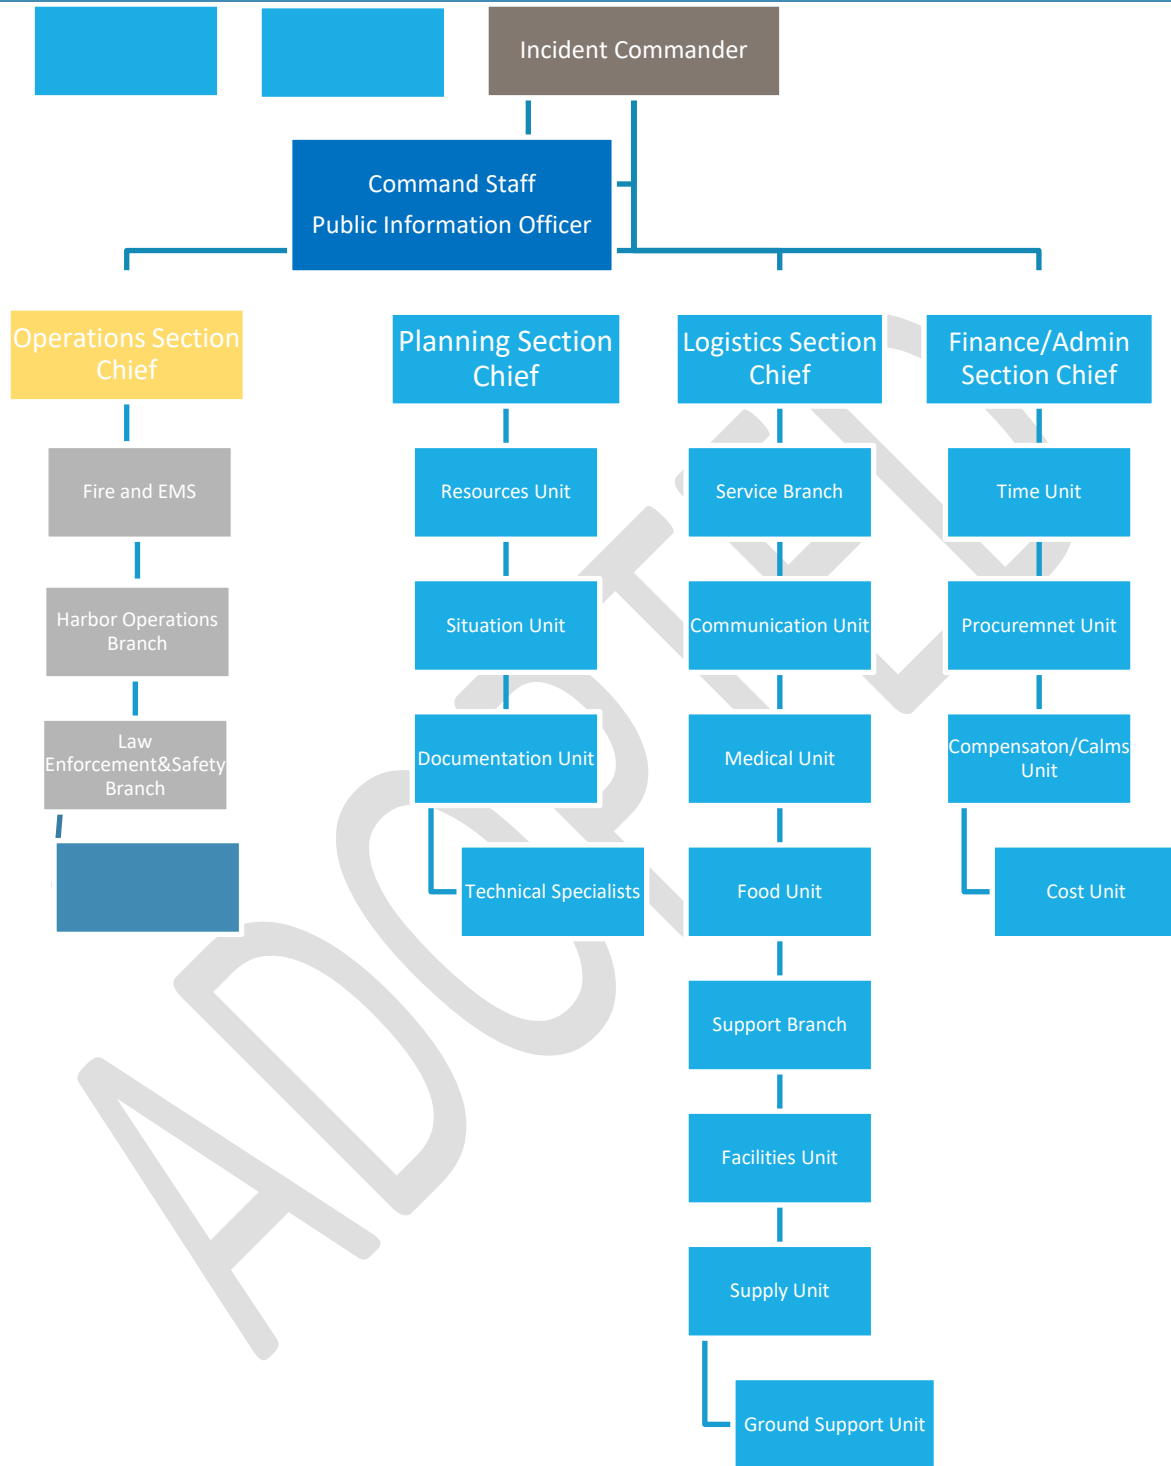 Incident Commander
Command Staff
Public Information Officer
Operations Section
Chief
Fire and EMS
Harbor Operations
Branch
Law
Enforcement&Safety
Branch
Planning Section
Chief
Resources Unit
Situation Unit
Documentation Unit
Technical Specialists
Logistics Section
Chief
Service Branch
Communication Unit
Medical Unit
Food Unit
Support Branch
Facilities Unit
Supply Unit
Ground Support Unit
Finance/Admin
Section Chief
Time Unit
Procuremnet Unit
Compensaton/Calms
Unit
Cost Unit
ADOPTED